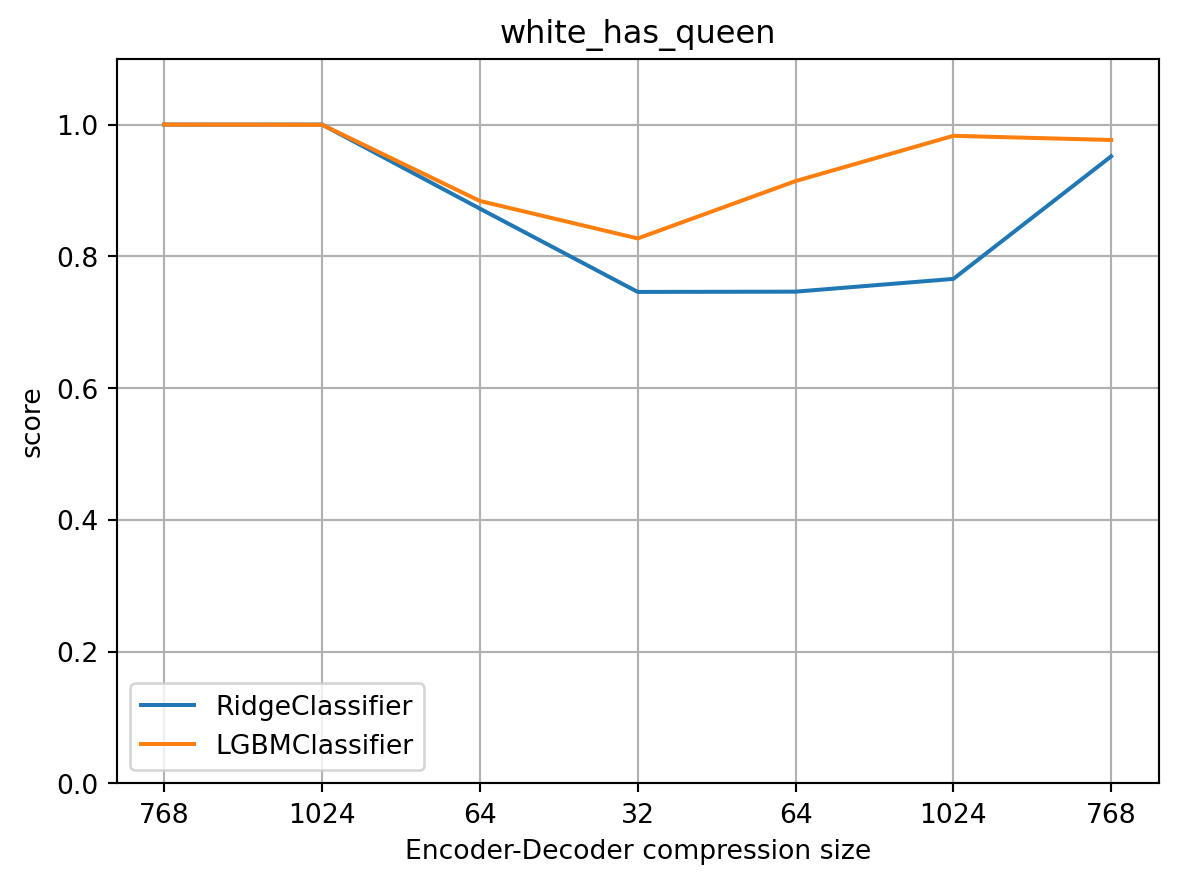 white_has_queen
1.0
0.8
0.6
0.4
0.2
0.0
score
RidgeClassifier
LGBMClassifier
768 1024 64 32 64 1024 768
Encoder-Decoder compression size